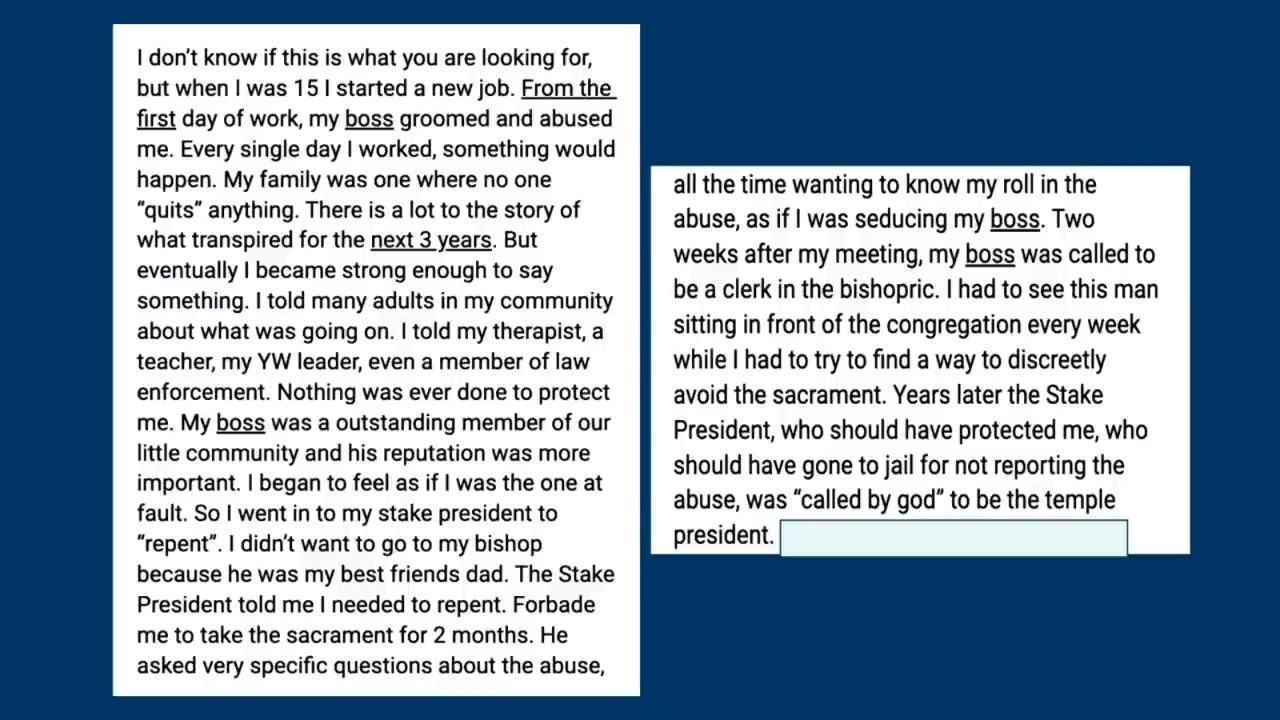 I don’t know if this is what you are looking for,
but when I was 15 I started a new job. From the
first day of work, my boss groomed and abused
me. Every single day I worked, something would
happen. My family was one where no one
“quits” anything. There is a lot to the story of
what transpired for the next 3 years. But
eventually I became strong enough to say
something. I told many adults in my community
about what was going on. I told my therapist, a
teacher, my YW leader, even a member of law
enforcement. Nothing was ever done to protect
me. My boss was a outstanding member of our
little community and his reputation was more
important. I began to feel as if I was the one at
fault. So I went in to my stake president to
“repent”. I didn’t want to go to my bishop
because he was my best friends dad. The Stake
President told me I needed to repent. Forbade
me to take the sacrament for 2 months. He
asked very specific questions about the abuse,
all the time wanting to know my roll in the
abuse, as if I was seducing my boss. Two
weeks after my meeting, my boss was called to
be a clerk in the bishopric. I had to see this man
sitting in front of the congregation every week
while I had to try to find a way to discreetly
avoid the sacrament. Years later the Stake
President, who should have protected me, who
should have gone to jail for not reporting the
abuse, was “called by god” to be the temple
president.